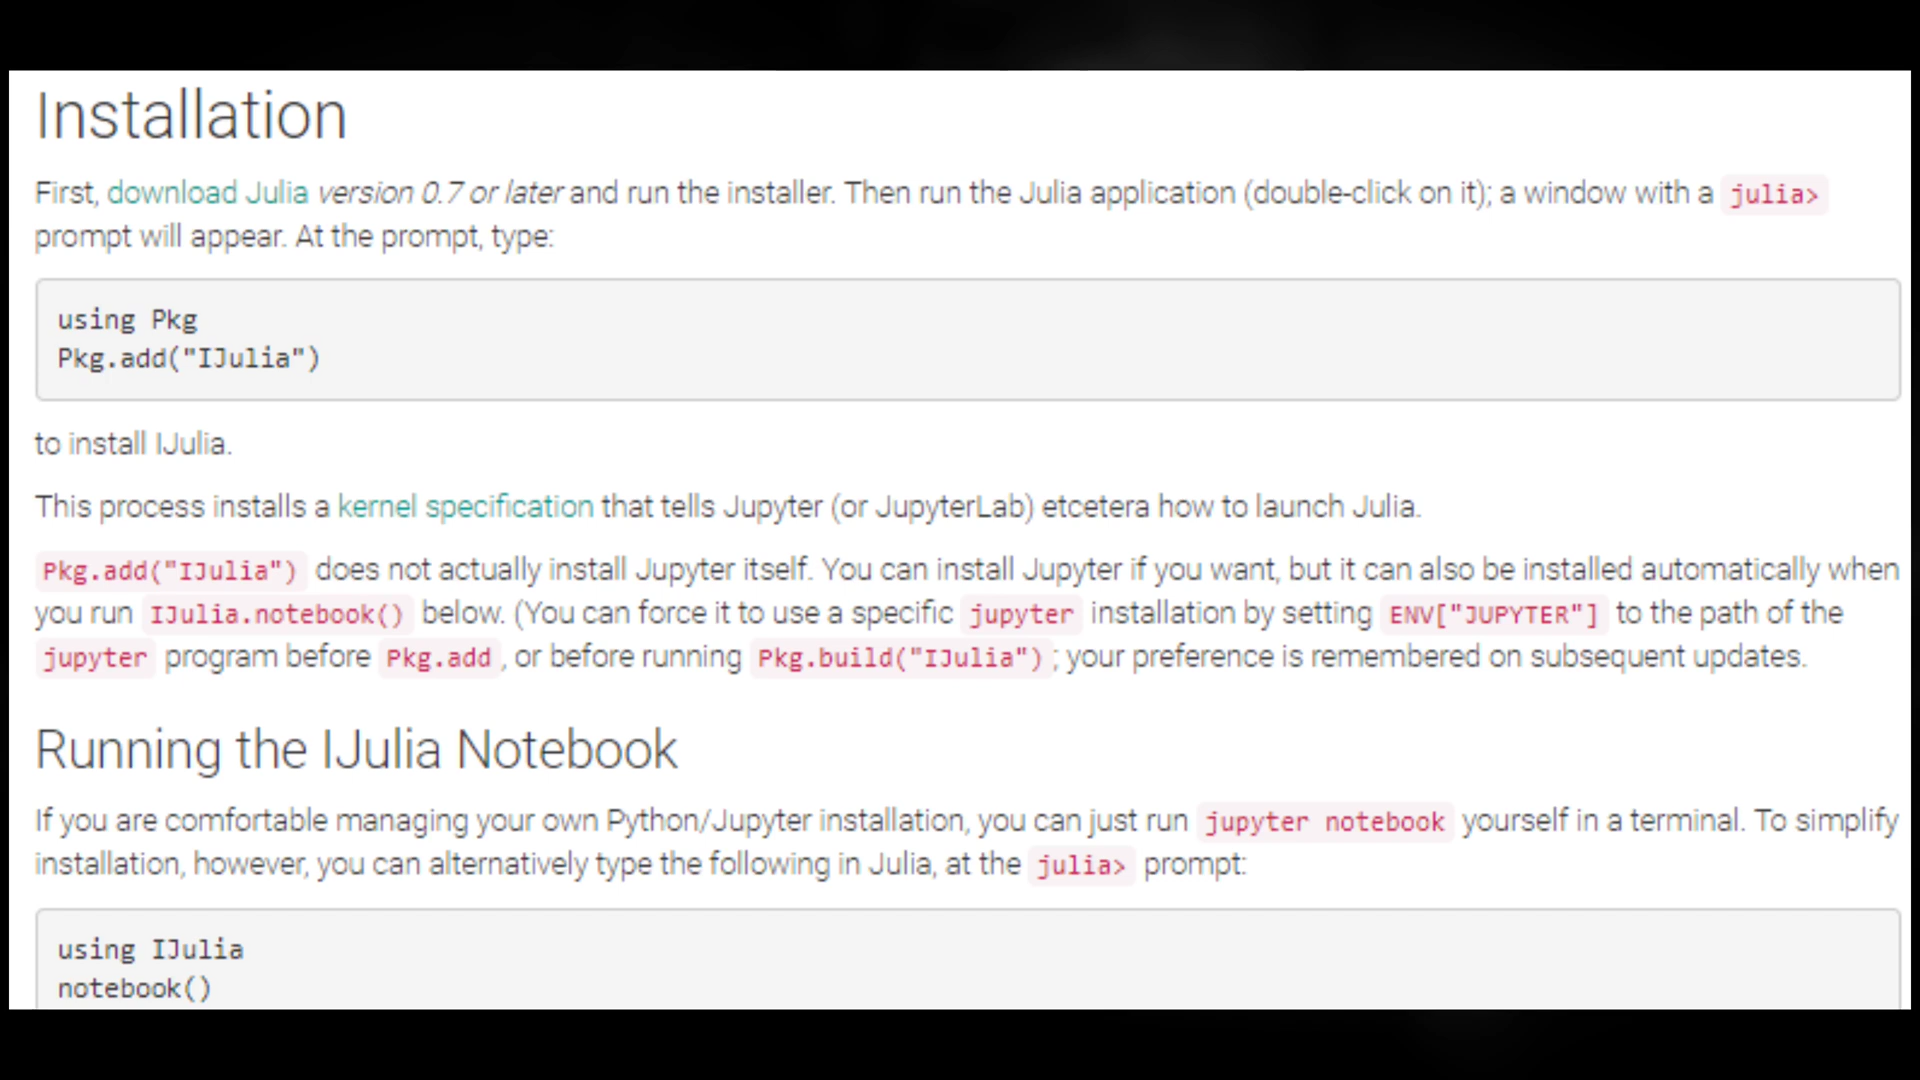 Installation
First, download Julia version 0.7 or later and run the installer. Then run the Julia application (double-click on it); a window with a julia>
prompt will appear. At the prompt, type:
using Pkg
Pkg.add("IJulia")
to install IJulia.
This process installs a kernel specification that tells Jupyter (or JupyterLab) etcetera how to launch Julia.
Pkg.add("IJulia") does not actually install Jupyter itself. You can install Jupyter if you want, but it can also be installed automatically when
you run IJulia.notebook() below. (You can force it to use a specific jupyter installation by setting ENV["JUPYTER"] to the path of the
jupyter program before Pkg.add, or before running Pkg.build("IJulia"); your preference is remembered on subsequent updates.
Running the IJulia Notebook
If you are comfortable managing your own Python/Jupyter installation, you can just run jupyter notebook yourself in a terminal. To simplify
installation, however, you can alternatively type the following in Julia, at the julia> prompt:
using IJulia
notebook()